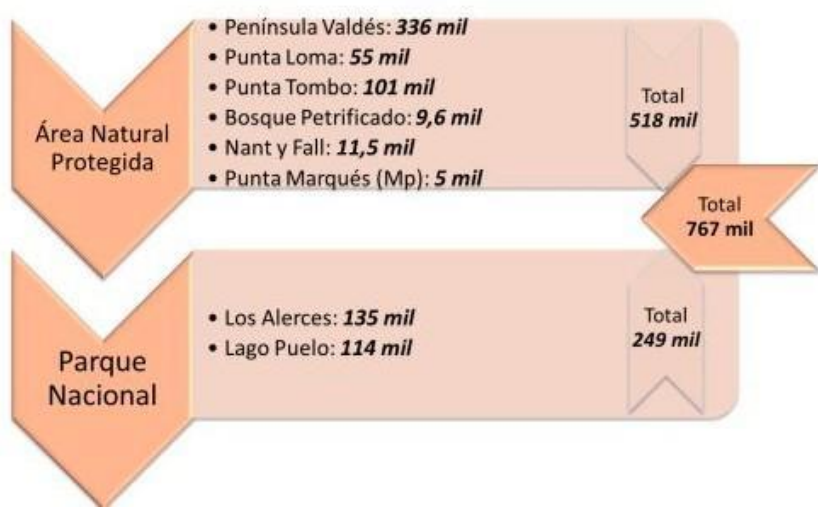 Área Natural
Protegida
• Península Valdés: 336 mil
• Punta Loma: 55 mil
• Punta Tombo: 101 mil
• Bosque Petrificado: 9,6 mil
• Nant y Fall: 11,5 mil
• Punta Marqués (Mp): 5 mil
Total
518 mil
Total
767 mil
Parque
Nacional
• Los Alerces: 135 mil
• Lago Puelo: 114 mil
Total
249 mil